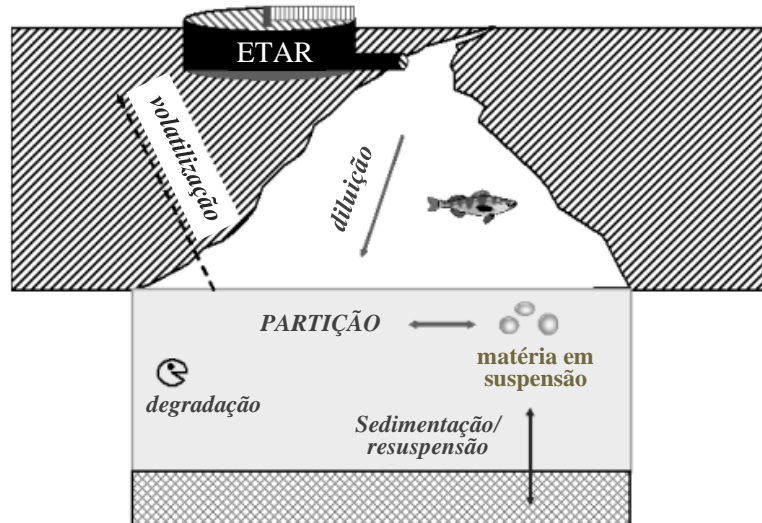 ETAR
volatilização
diluição
PARTIÇÃO
matéria em
suspensão
degradação
Sedimentação/
resuspensão